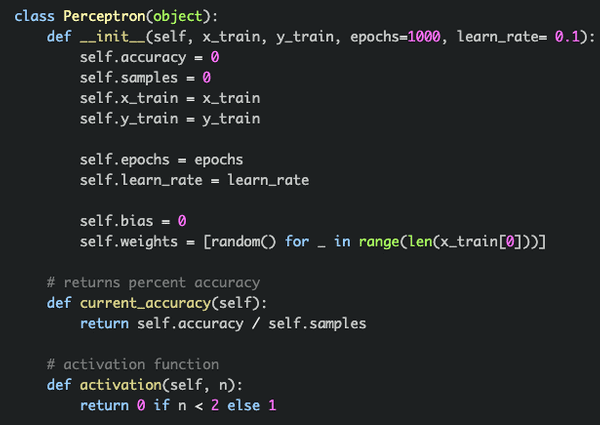 class Perceptron(object):
    def __init__(self, x_train, y_train, epochs=1000, learn_rate= 0.1):
        self.accuracy = 0
        self.samples = 0
        self.x_train = x_train
        self.y_train = y_train

        self.epochs = epochs
        self.learn_rate = learn_rate

        self.bias = 0
        self.weights = [random() for _ in range(len(x_train[0]))]

    # returns percent accuracy
    def current_accuracy(self):
        return self.accuracy / self.samples

    # activation function
    def activation(self, n):
        return 0 if n < 2 else 1